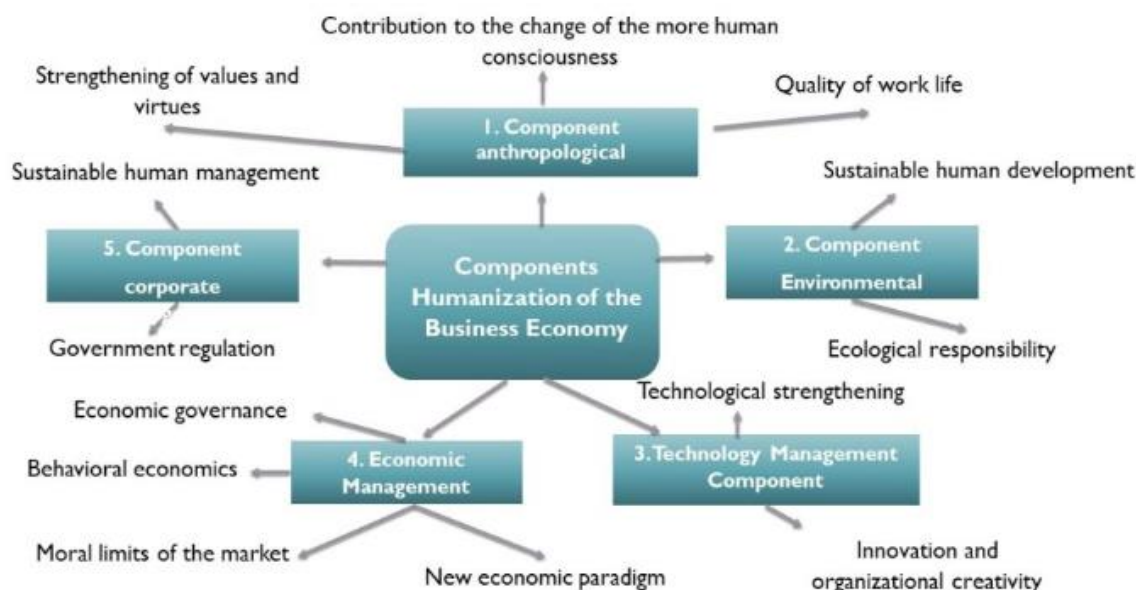 Contribution to the change of the more human
consciousness
Strengthening of values and
virtues
Quality of work life
1. Component
anthropological
Sustainable human management
Sustainable human development
5. Component
corporate
Components
Humanization of the
Business Economy
2. Component
Environmental
Government regulation
Ecological responsibility
Technological strengthening
Economic governance
Behavioral economics
4. Economic
Management
3.Technology Management
Component
Moral limits of the market
New economic paradigm
Innovation and
organizational creativity